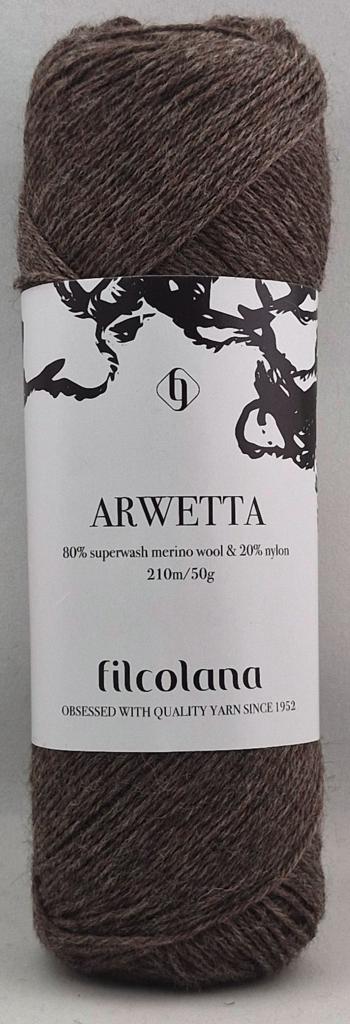 ARWETTA
80% superwash merino wool & 20% nylon
210m/50g
filcolana
OBSESSED WITH QUALITY YARN SINCE 1952